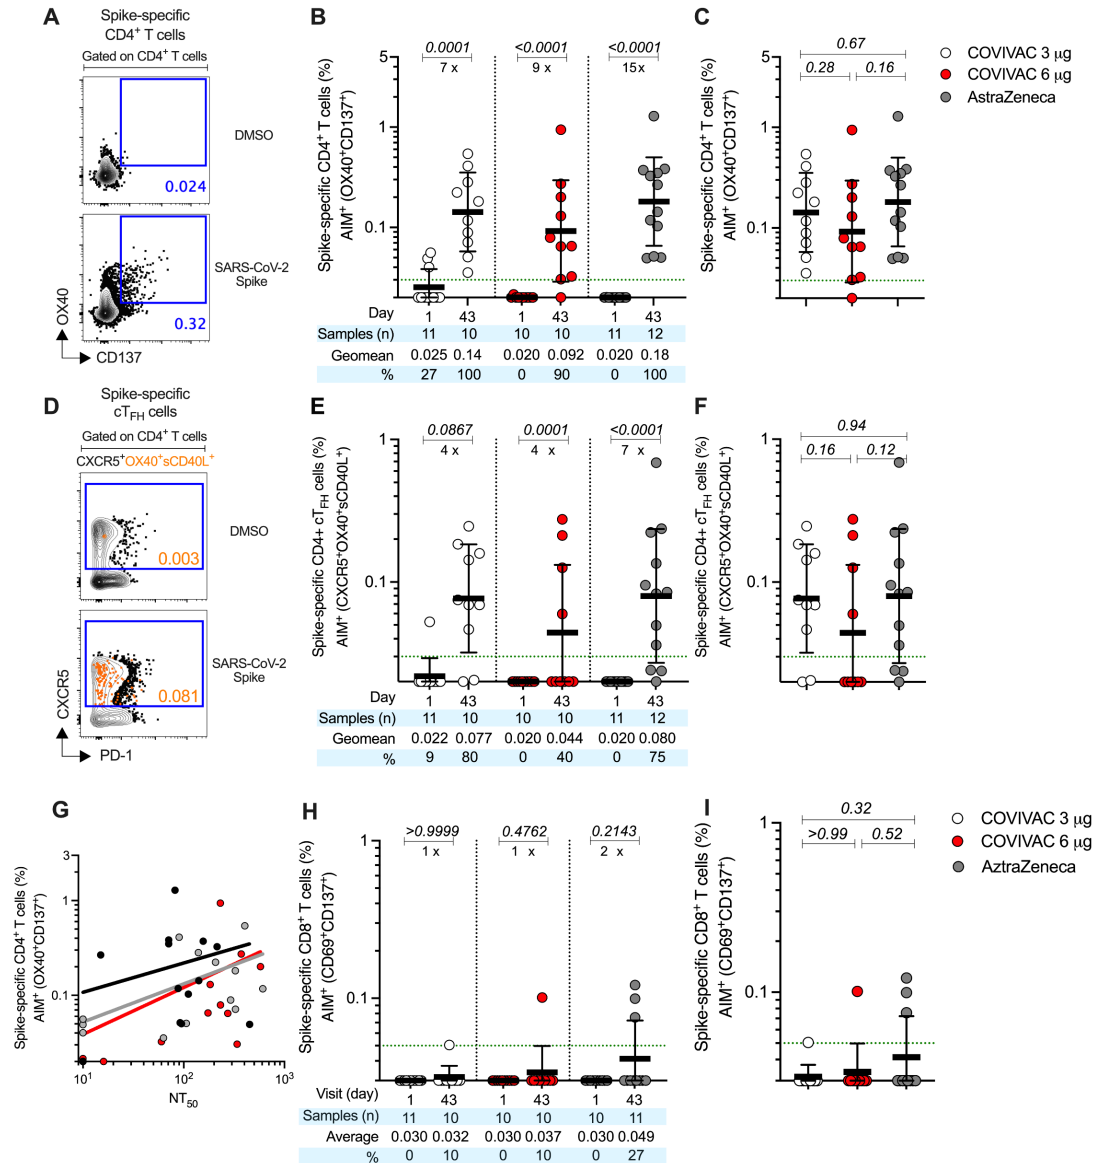 A
Spike-specific
CD4+ T cells
Gated on CD4+ T cells
DMSO
0.024
SARS-CoV-2
Spike
0.32
OX40
CD137
B
Spike-specific CD4+ T cells (%)
AIM+ (OX40+CD137+)
0.0001 <0.0001 <0.0001
7 x 9 x 15x
5
1
0.1
Day 1 43 1 43 1 43
Samples (n) 11 10 10 10 11 12
Geomean 0.025 0.14 0.020 0.092 0.020 0.18
% 27 100 0 90 0 100
C
Spike-specific CD4+ T cells (%)
AIM+ (OX40+CD137+)
0.67
0.28 0.16
5
1
0.1
COVIVAC 3 µg
COVIVAC 6 µg
AstraZeneca
D
Spike-specific
cTFH cells
Gated on CD4+ T cells
CXCR5+OX40+sCD40L+
DMSO
0.003
SARS-CoV-2
Spike
0.081
CXCR5
PD-1
E
Spike-specific CD4+ cTFH cells (%)
AIM+ (CXCR5+OX40+sCD40L+)
0.0867 0.0001 <0.0001
4 x 4 x 7 x
1
0.1
Day 1 43 1 43 1 43
Samples (n) 11 10 10 10 11 12
Geomean 0.022 0.077 0.020 0.044 0.020 0.080
% 9 80 0 40 0 75
F
Spike-specific CD4+ cTFH cells (%)
AIM+ (CXCR5+OX40+sCD40L+)
0.94
0.16 0.12
1
0.1
G
Spike-specific CD4+ T cells (%)
AIM+ (OX40+CD137+)
3
1
0.1
10^1 10^2 10^3
NT50
H
Spike-specific CD8+ T cells (%)
AIM+ (CD69+CD137+)
>0.9999 0.4762 0.2143
1 x 1 x 2 x
1
0.1
Visit (day) 1 43 1 43 1 43
Samples (n) 11 10 10 10 10 11
Average 0.030 0.032 0.030 0.037 0.030 0.049
% 0 10 0 10 0 27
I
Spike-specific CD8+ T cells (%)
AIM+ (CD69+CD137+)
0.32
>0.99 0.52
1
0.1
COVIVAC 3 µg
COVIVAC 6 µg
AztraZeneca